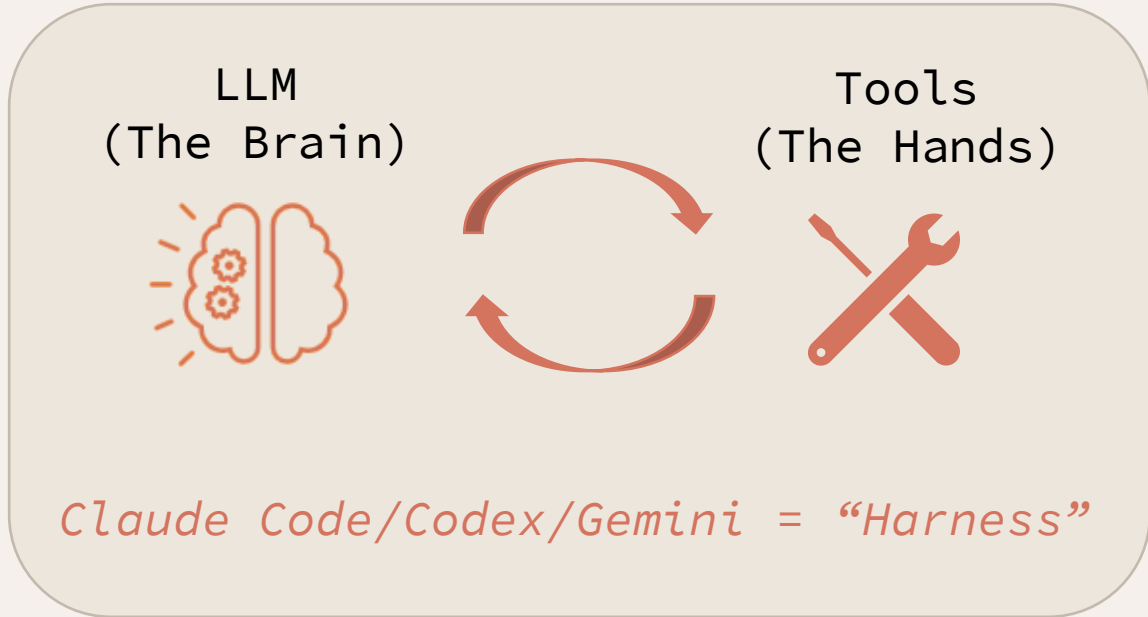 LLM
(The Brain)
Tools
(The Hands)
Claude Code/Codex/Gemini = “Harness”